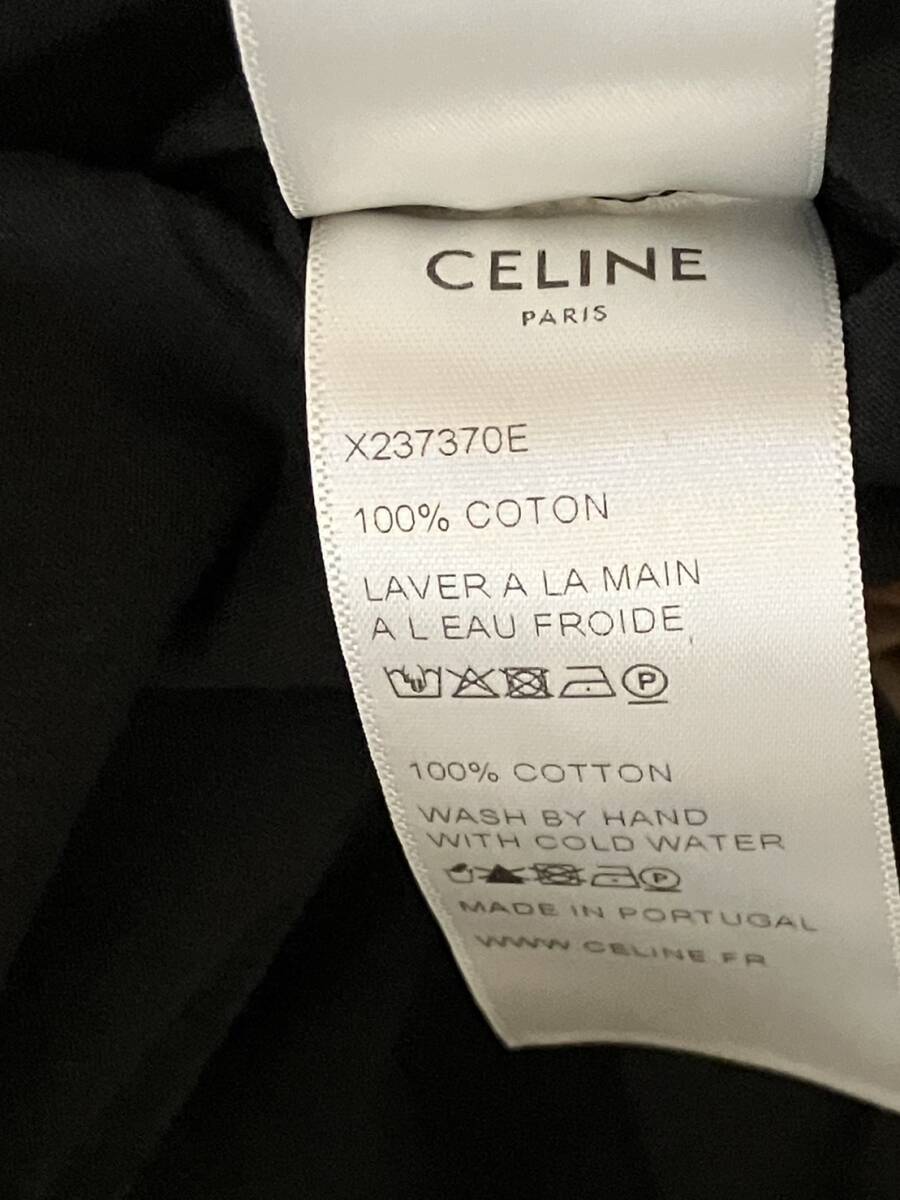 CELINE
PARIS
X237370E
100% COTON
LAVER A LA MAIN
A L EAU FROIDE
P
100% COTTON
WASH BY HAND
WITH COLD WATER
P
MADE IN PORTUGAL
WWW.CELINE.FR